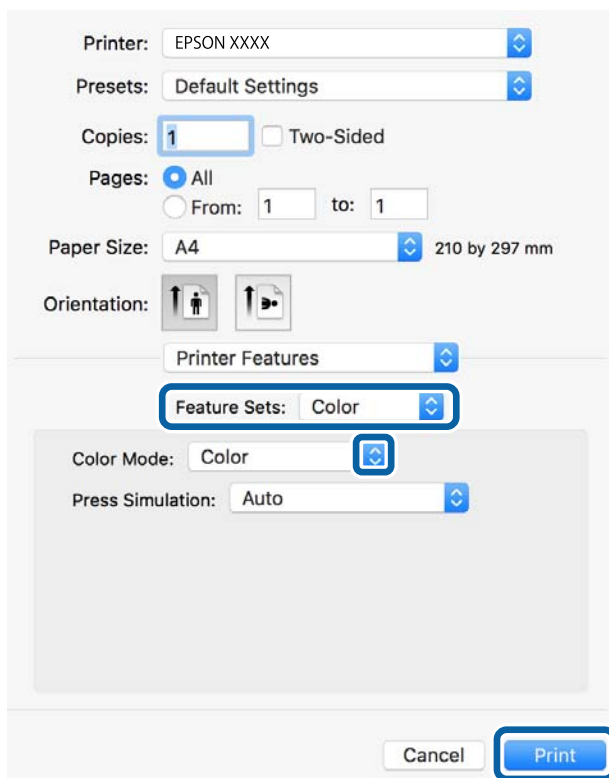 Printer: EPSON XXXX
Presets: Default Settings
Copies: 1 Two-Sided
Pages: All
From: 1 to: 1
Paper Size: A4 210 by 297 mm
Orientation:
Printer Features
Feature Sets: Color
Color Mode: Color
Press Simulation: Auto
Cancel Print